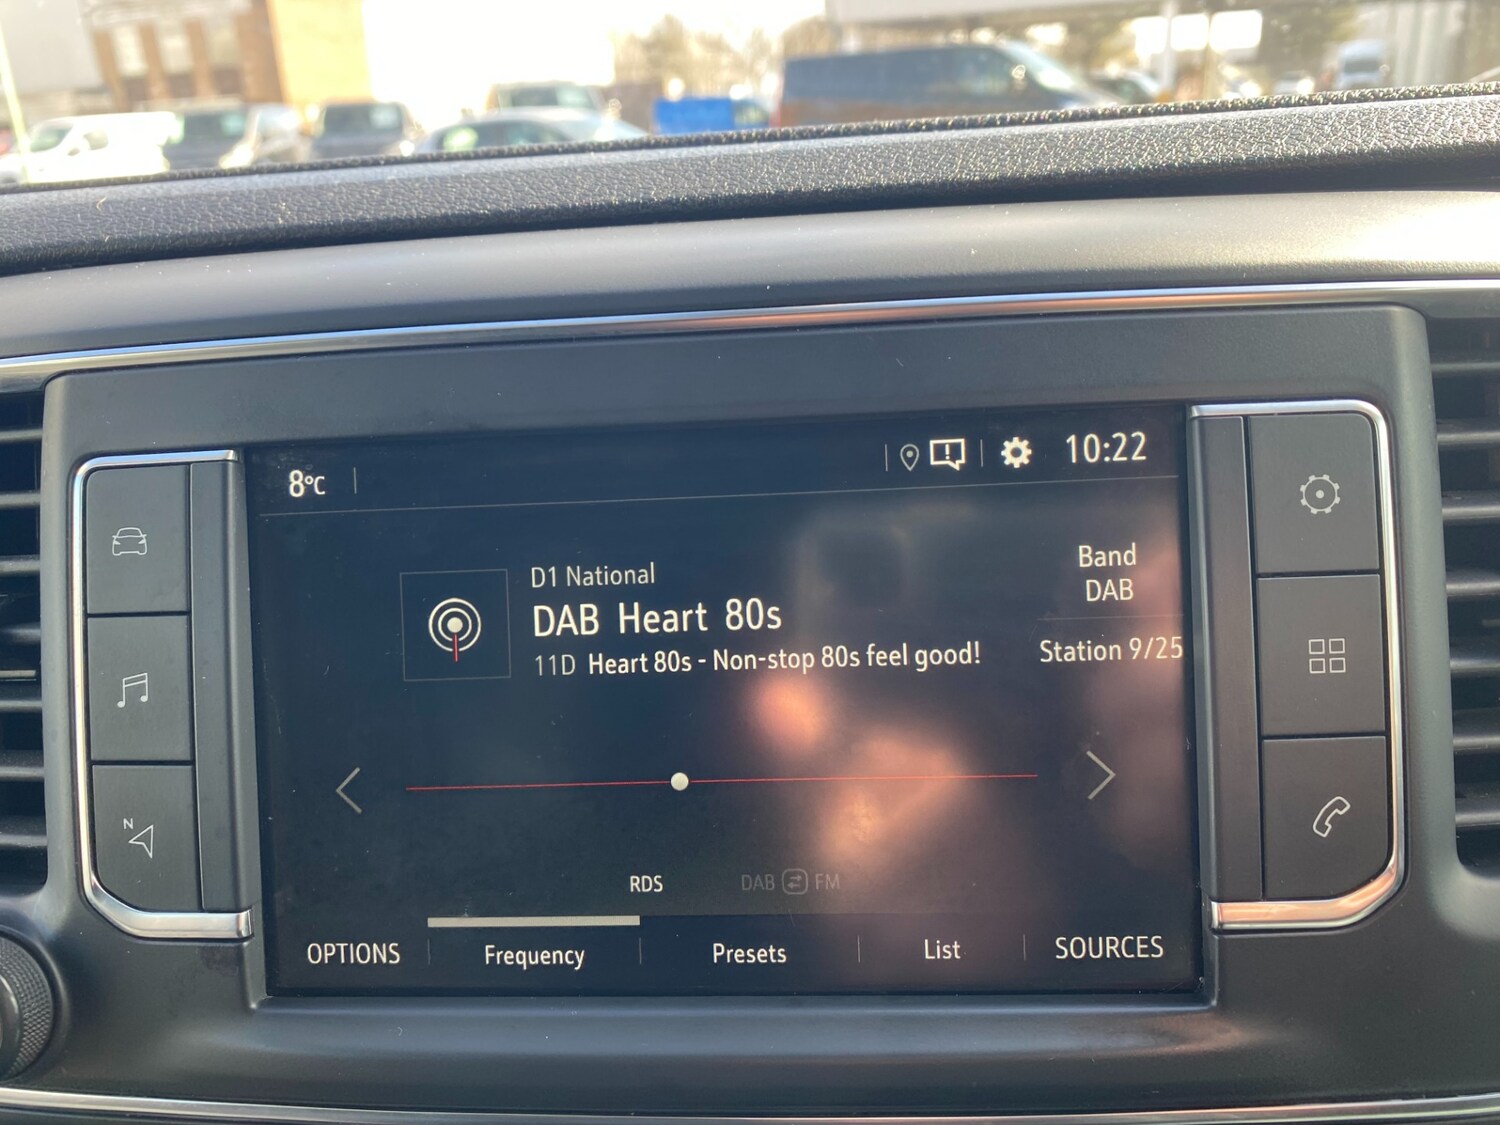 8°C
10:22
D1 National
DAB Heart 80s
11D Heart 80s - Non-stop 80s feel good!
Band
DAB
Station 9/25
N
RDS
DAB FM
OPTIONS
Frequency
Presets
List
SOURCES